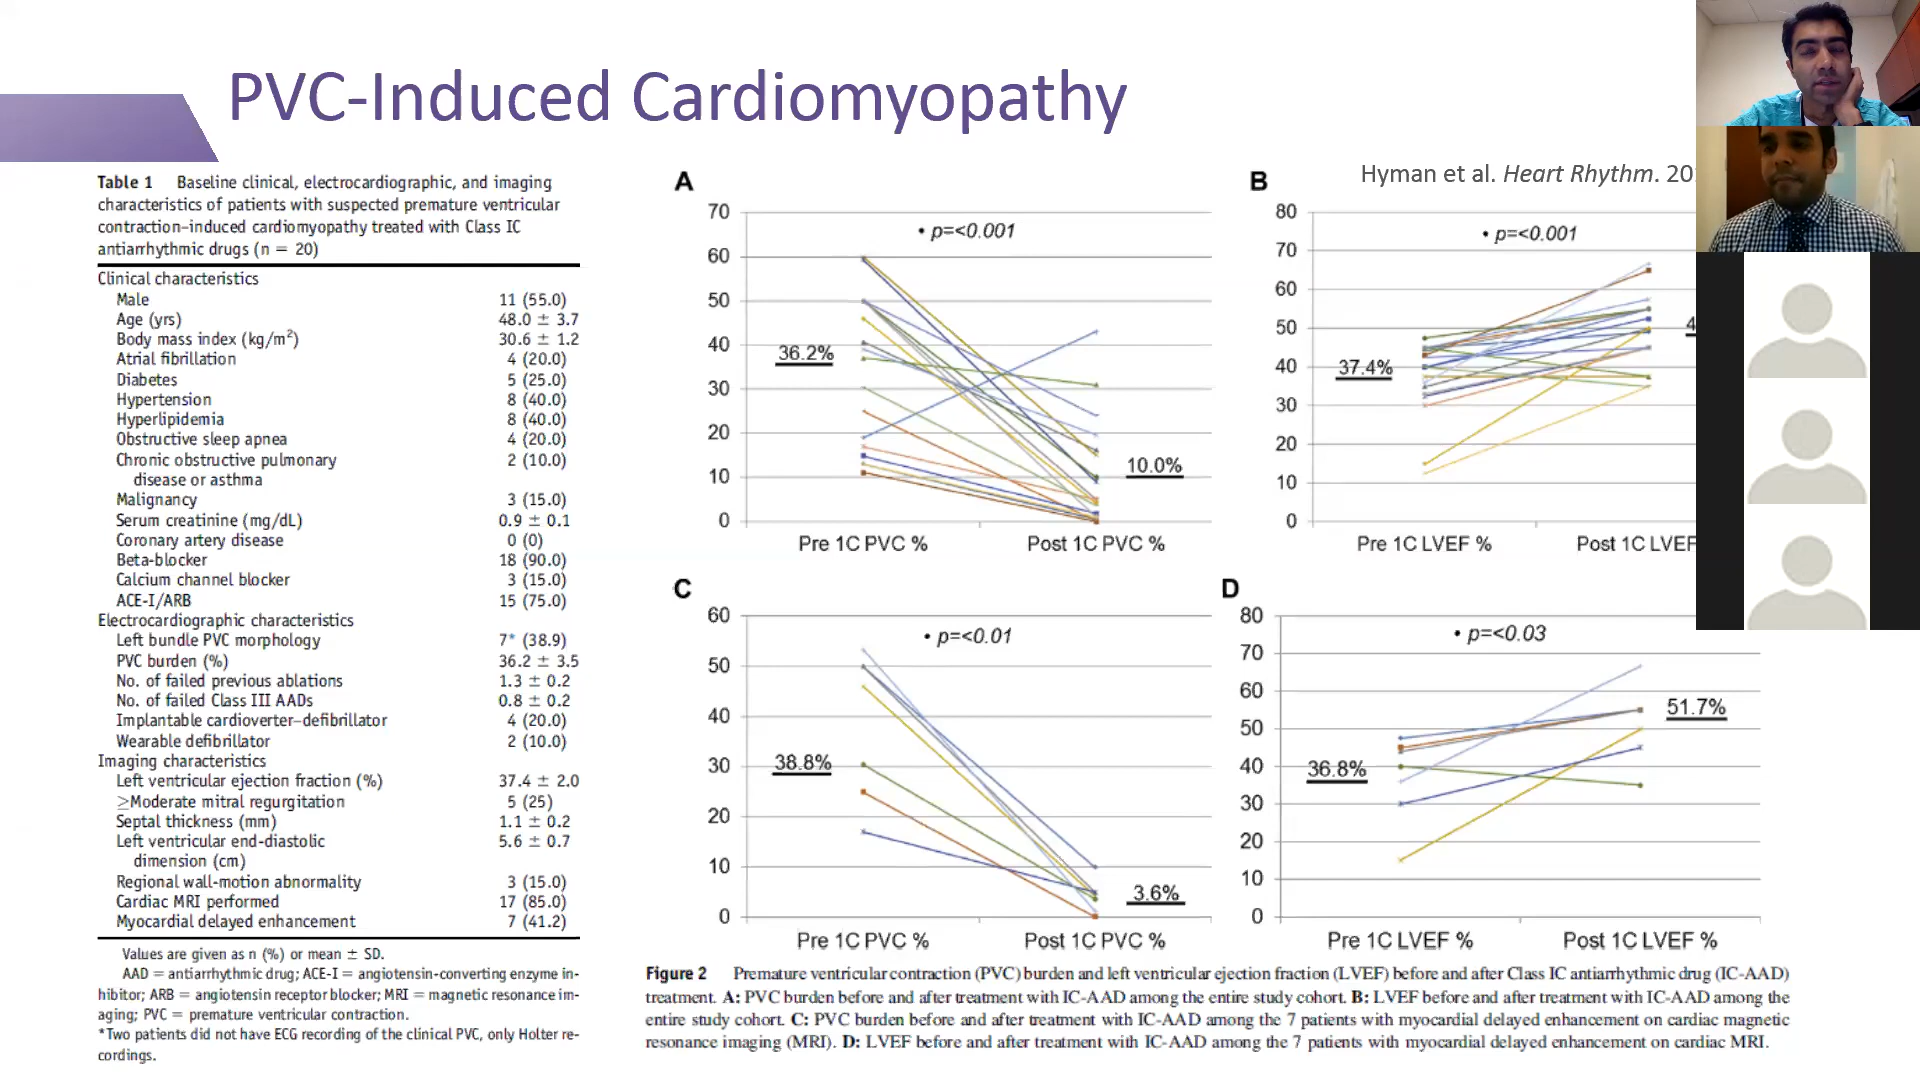 PVC-Induced Cardiomyopathy
Hyman et al. Heart Rhythm.
Table 1 Baseline clinical, electrocardiographic, and imaging
characteristics of patients with suspected premature ventricular
contraction–induced cardiomyopathy treated with Class IC
antiarrhythmic drugs (n = 20)
Clinical characteristics
Male 11 (55.0)
Age (yrs) 48.0 ± 3.7
Body mass index (kg/m²) 30.6 ± 1.2
Atrial fibrillation 4 (20.0)
Diabetes 5 (25.0)
Hypertension 8 (40.0)
Hyperlipidemia 8 (40.0)
Obstructive sleep apnea 4 (20.0)
Chronic obstructive pulmonary 2 (10.0)
disease or asthma
Malignancy 3 (15.0)
Serum creatinine (mg/dL) 0.9 ± 0.1
Coronary artery disease 0 (0)
Beta-blocker 18 (90.0)
Calcium channel blocker 3 (15.0)
ACE-I/ARB 15 (75.0)
Electrocardiographic characteristics
Left bundle PVC morphology 7* (38.9)
PVC burden (%) 36.2 ± 3.5
No. of failed previous ablations 1.3 ± 0.2
No. of failed Class III AADs 0.8 ± 0.2
Implantable cardioverter–defibrillator 4 (20.0)
Wearable defibrillator 2 (10.0)
Imaging characteristics
Left ventricular ejection fraction (%) 37.4 ± 2.0
≥Moderate mitral regurgitation 5 (25)
Septal thickness (mm) 1.1 ± 0.2
Left ventricular end-diastolic 5.6 ± 0.7
dimension (cm)
Regional wall-motion abnormality 3 (15.0)
Cardiac MRI performed 17 (85.0)
Myocardial delayed enhancement 7 (41.2)
Values are given as n (%) or mean ± SD.
AAD = antiarrhythmic drug; ACE-I = angiotensin-converting enzyme in-
hibitor; ARB = angiotensin receptor blocker; MRI = magnetic resonance im-
aging; PVC = premature ventricular contraction.
*Two patients did not have ECG recording of the clinical PVC, only Holter re-
cordings.
A
70
• p=<0.001
60
50
40
36.2%
30
20
10
10.0%
0
Pre 1C PVC % Post 1C PVC %
B
80
• p=<0.001
70
60
50
40
37.4%
30
20
10
0
Pre 1C LVEF % Post 1C LVEF
C
60
• p=<0.01
50
40
38.8%
30
20
10
3.6%
0
Pre 1C PVC % Post 1C PVC %
D
80
• p=<0.03
70
60
51.7%
50
40
36.8%
30
20
10
0
Pre 1C LVEF % Post 1C LVEF %
Figure 2 Premature ventricular contraction (PVC) burden and left ventricular ejection fraction (LVEF) before and after Class IC antiarrhythmic drug (IC-AAD)
treatment. A: PVC burden before and after treatment with IC-AAD among the entire study cohort. B: LVEF before and after treatment with IC-AAD among the
entire study cohort. C: PVC burden before and after treatment with IC-AAD among the 7 patients with myocardial delayed enhancement on cardiac magnetic
resonance imaging (MRI). D: LVEF before and after treatment with IC-AAD among the 7 patients with myocardial delayed enhancement on cardiac MRI.